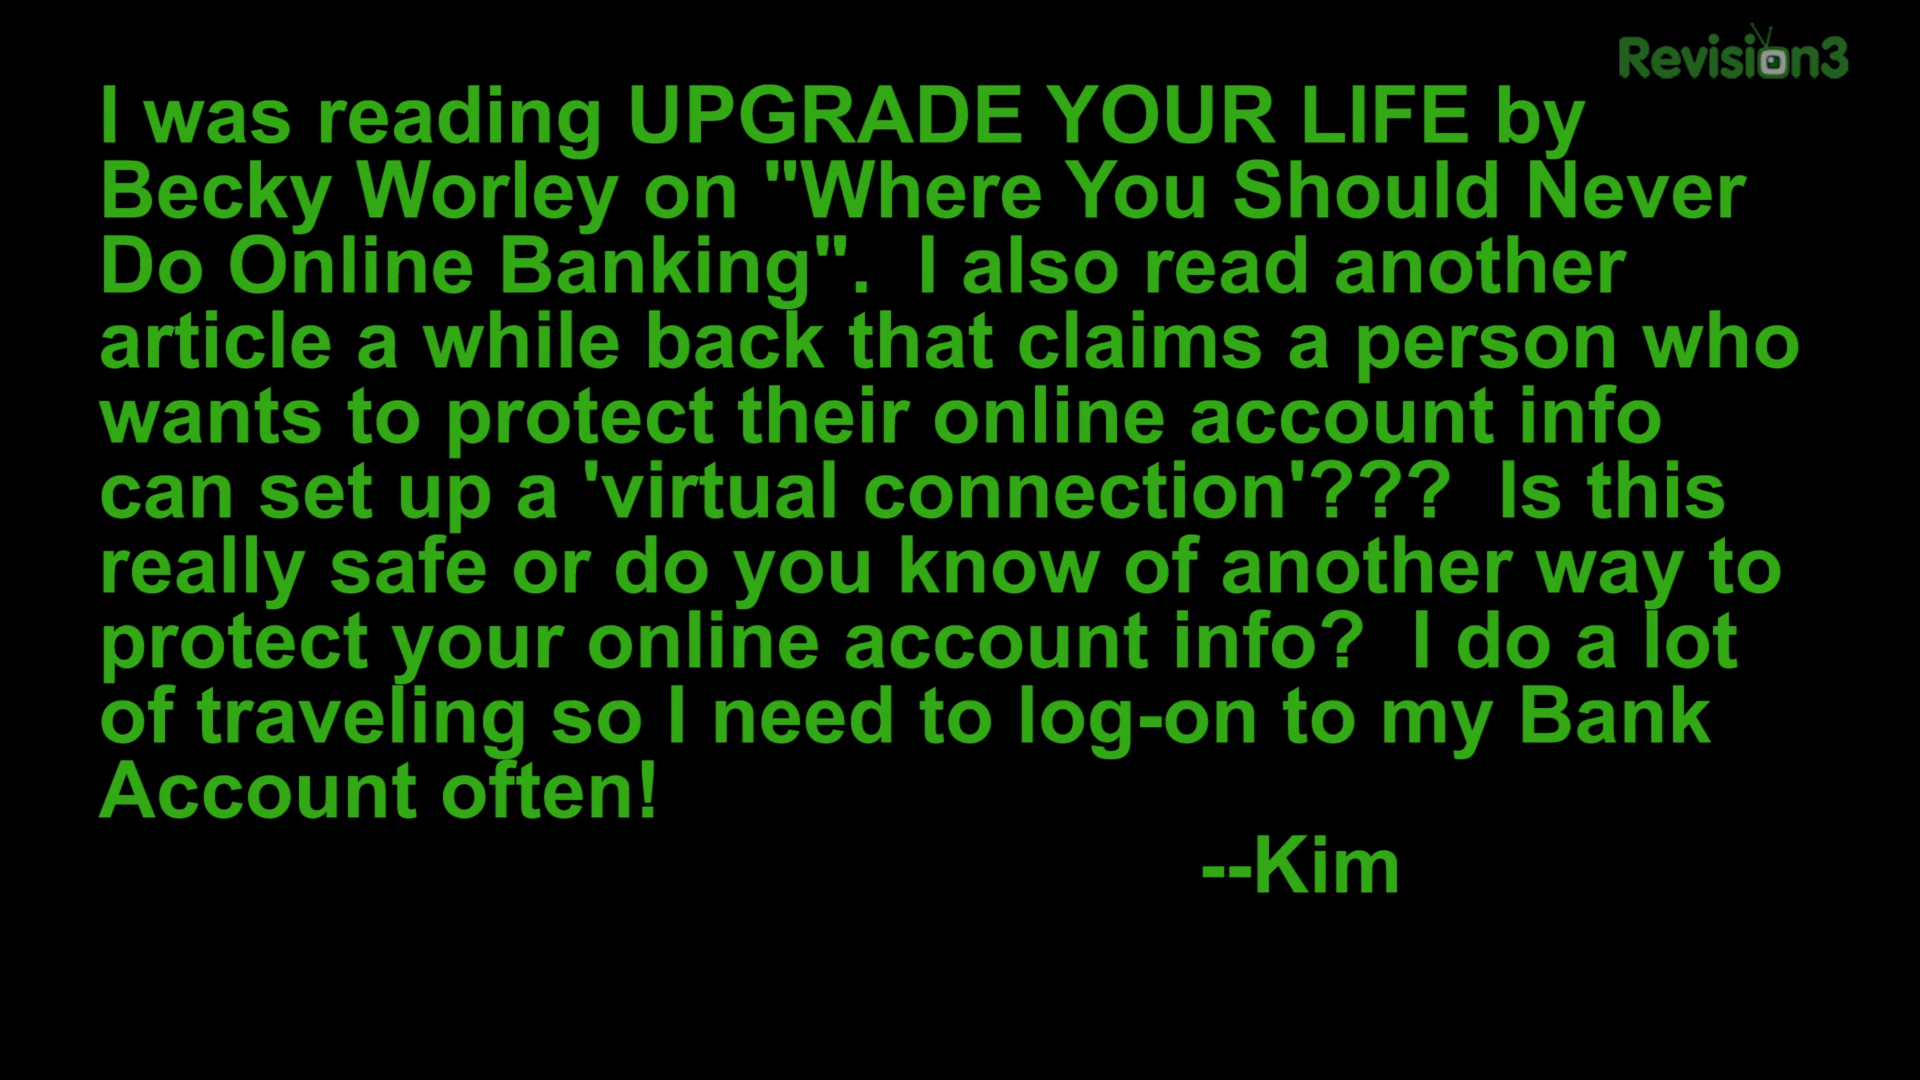 Revision3
I was reading UPGRADE YOUR LIFE by
Becky Worley on "Where You Should Never
Do Online Banking".  I also read another
article a while back that claims a person who
wants to protect their online account info
can set up a 'virtual connection'???  Is this
really safe or do you know of another way to
protect your online account info?  I do a lot
of traveling so I need to log-on to my Bank
Account often!
--Kim